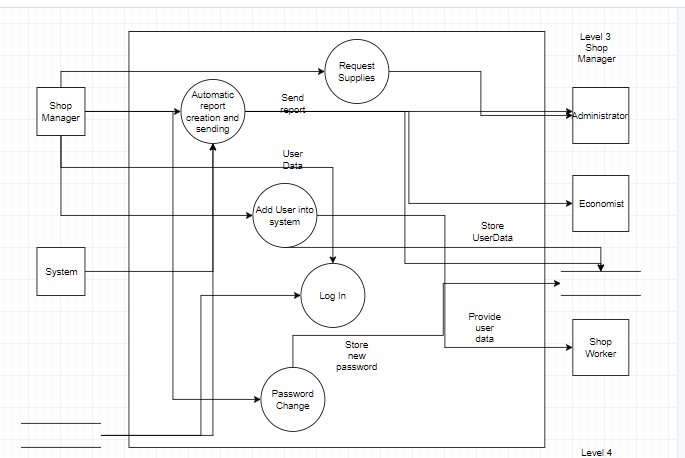 Level 3
Shop
Manager
Request
Supplies
Automatic
report
creation and
sending
Send
report
Shop
Manager
Administrator
User
Data
Add User into
system
Economist
Store
UserData
System
Log In
Provide
user
data
Store
new
password
Shop
Worker
Password
Change
Level 4